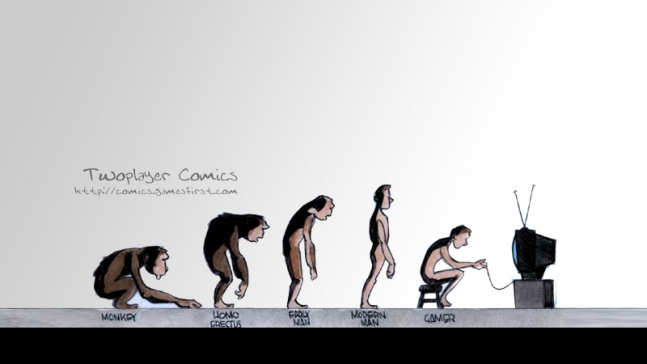 Twoplayer Comics
http://comics.gamesfirst.com
MONKEY
HOMO
ERECTUS
EARLY
MAN
MODERN
MAN
GAMER